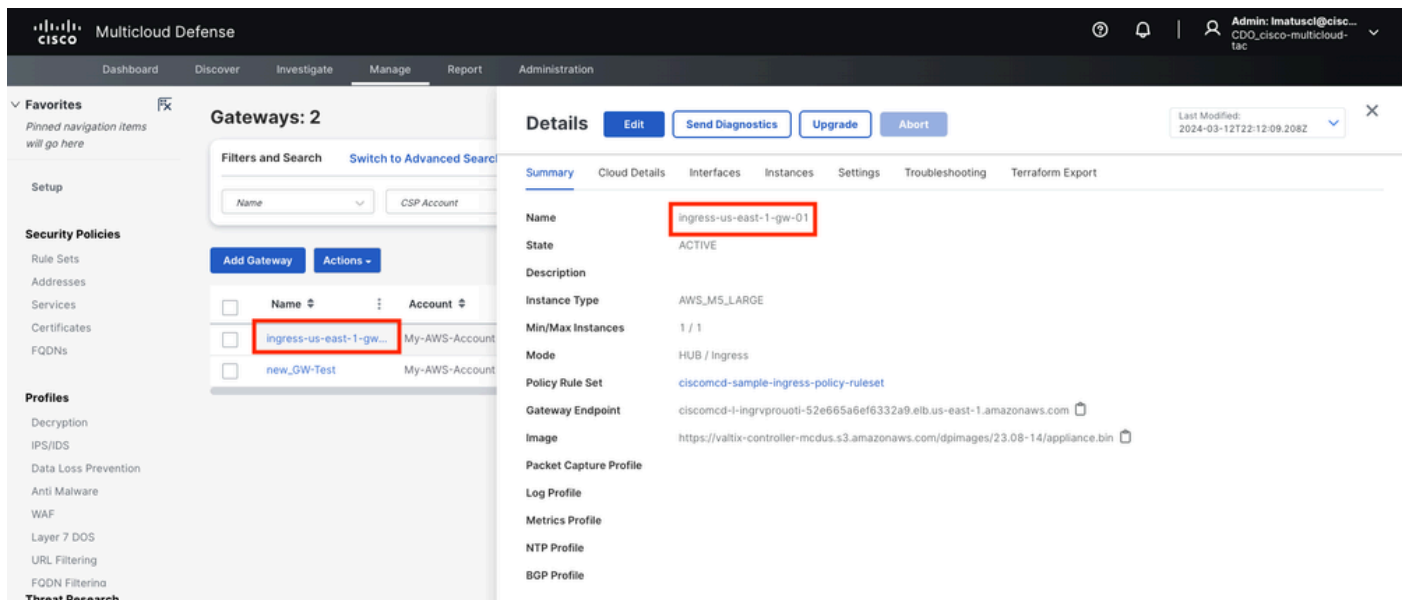 CISCO Multicloud Defense
Admin: lmatuscl@cisc...
CDO_cisco-multicloud-
tac
Dashboard Discover Investigate Manage Report Administration
Favorites
Pinned navigation items
will go here
Setup
Security Policies
Rule Sets
Addresses
Services
Certificates
FQDNs
Profiles
Decryption
IPS/IDS
Data Loss Prevention
Anti Malware
WAF
Layer 7 DOS
URL Filtering
FQDN Filtering
Threat Research
Gateways: 2
Filters and Search Switch to Advanced Searc
Name CSP Account
Add Gateway Actions
Name Account
ingress-us-east-1-gw... My-AWS-Account
new_GW-Test My-AWS-Account
Details Edit Send Diagnostics Upgrade Abort
Last Modified:
2024-03-12T22:12:09.208Z
Summary Cloud Details Interfaces Instances Settings Troubleshooting Terraform Export
Name ingress-us-east-1-gw-01
State ACTIVE
Description
Instance Type AWS_M5_LARGE
Min/Max Instances 1 / 1
Mode HUB / Ingress
Policy Rule Set ciscomcd-sample-ingress-policy-ruleset
Gateway Endpoint ciscomcd-l-ingrvprouoti-52e665a6ef6332a9.elb.us-east-1.amazonaws.com
Image https://valtix-controller-mcdus.s3.amazonaws.com/dpimages/23.08-14/appliance.bin
Packet Capture Profile
Log Profile
Metrics Profile
NTP Profile
BGP Profile